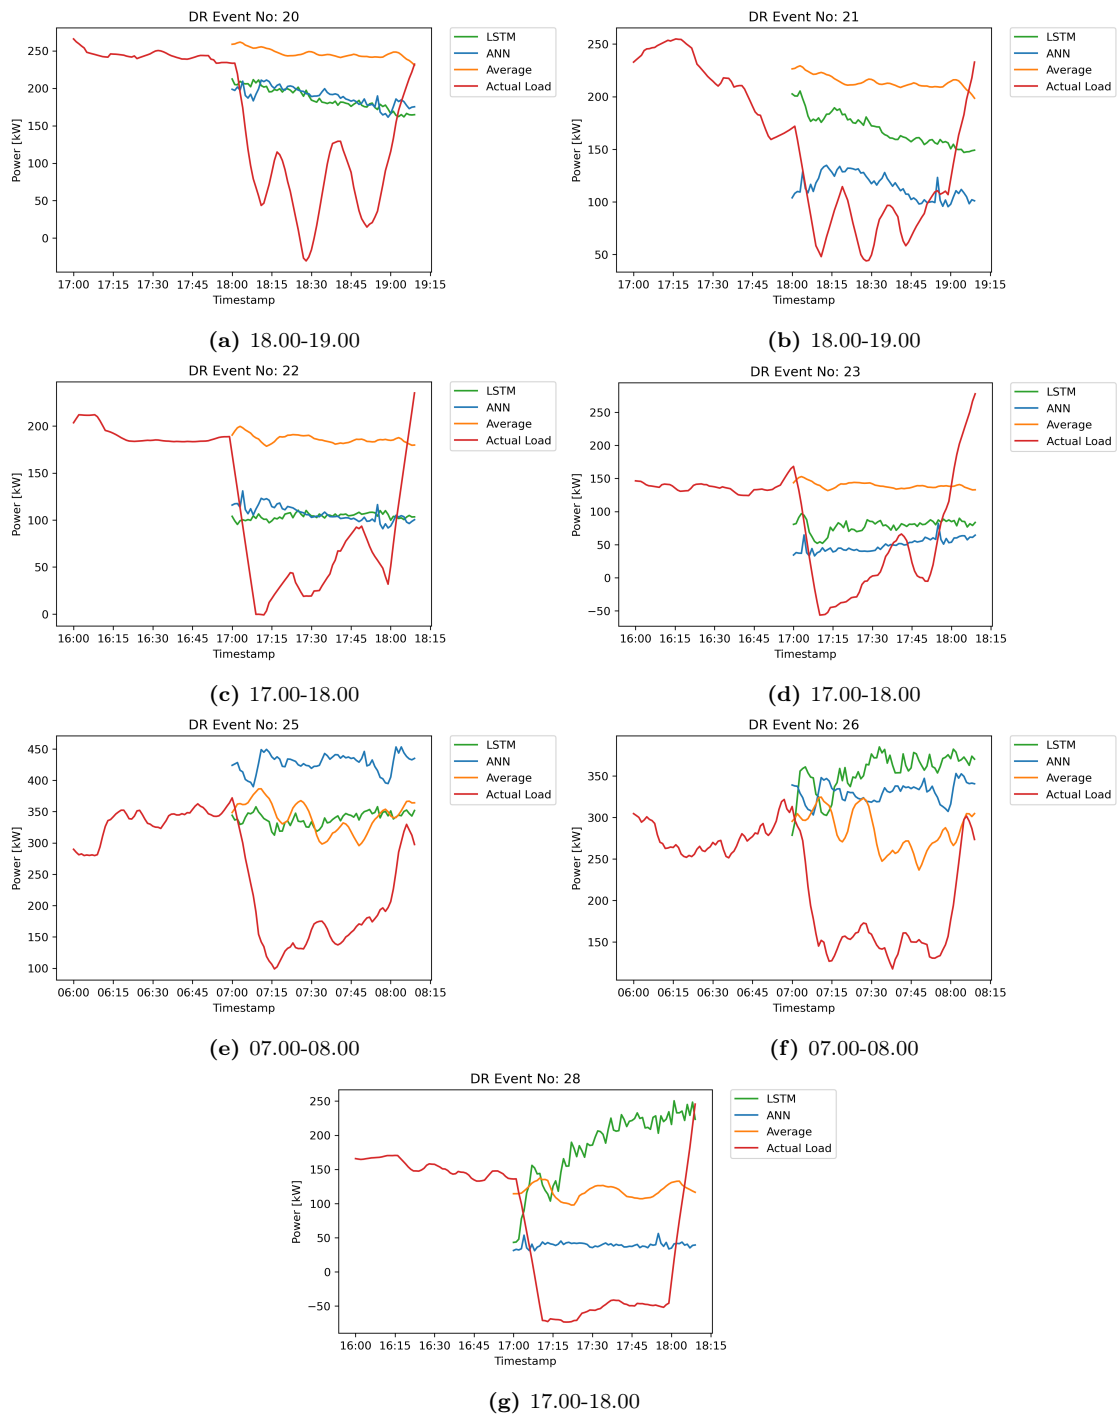 DR Event No: 20
LSTM
ANN
Average
Actual Load
Power [kW]
250
200
150
100
50
0
17:00 17:15 17:30 17:45 18:00 18:15 18:30 18:45 19:00 19:15
Timestamp
(a) 18.00-19.00
DR Event No: 21
LSTM
ANN
Average
Actual Load
Power [kW]
250
200
150
100
50
17:00 17:15 17:30 17:45 18:00 18:15 18:30 18:45 19:00 19:15
Timestamp
(b) 18.00-19.00
DR Event No: 22
LSTM
ANN
Average
Actual Load
Power [kW]
200
150
100
50
0
16:00 16:15 16:30 16:45 17:00 17:15 17:30 17:45 18:00 18:15
Timestamp
(c) 17.00-18.00
DR Event No: 23
LSTM
ANN
Average
Actual Load
Power [kW]
250
200
150
100
50
0
−50
16:00 16:15 16:30 16:45 17:00 17:15 17:30 17:45 18:00 18:15
Timestamp
(d) 17.00-18.00
DR Event No: 25
LSTM
ANN
Average
Actual Load
Power [kW]
450
400
350
300
250
200
150
100
06:00 06:15 06:30 06:45 07:00 07:15 07:30 07:45 08:00 08:15
Timestamp
(e) 07.00-08.00
DR Event No: 26
LSTM
ANN
Average
Actual Load
Power [kW]
350
300
250
200
150
06:00 06:15 06:30 06:45 07:00 07:15 07:30 07:45 08:00 08:15
Timestamp
(f) 07.00-08.00
DR Event No: 28
LSTM
ANN
Average
Actual Load
Power [kW]
250
200
150
100
50
0
−50
16:00 16:15 16:30 16:45 17:00 17:15 17:30 17:45 18:00 18:15
Timestamp
(g) 17.00-18.00